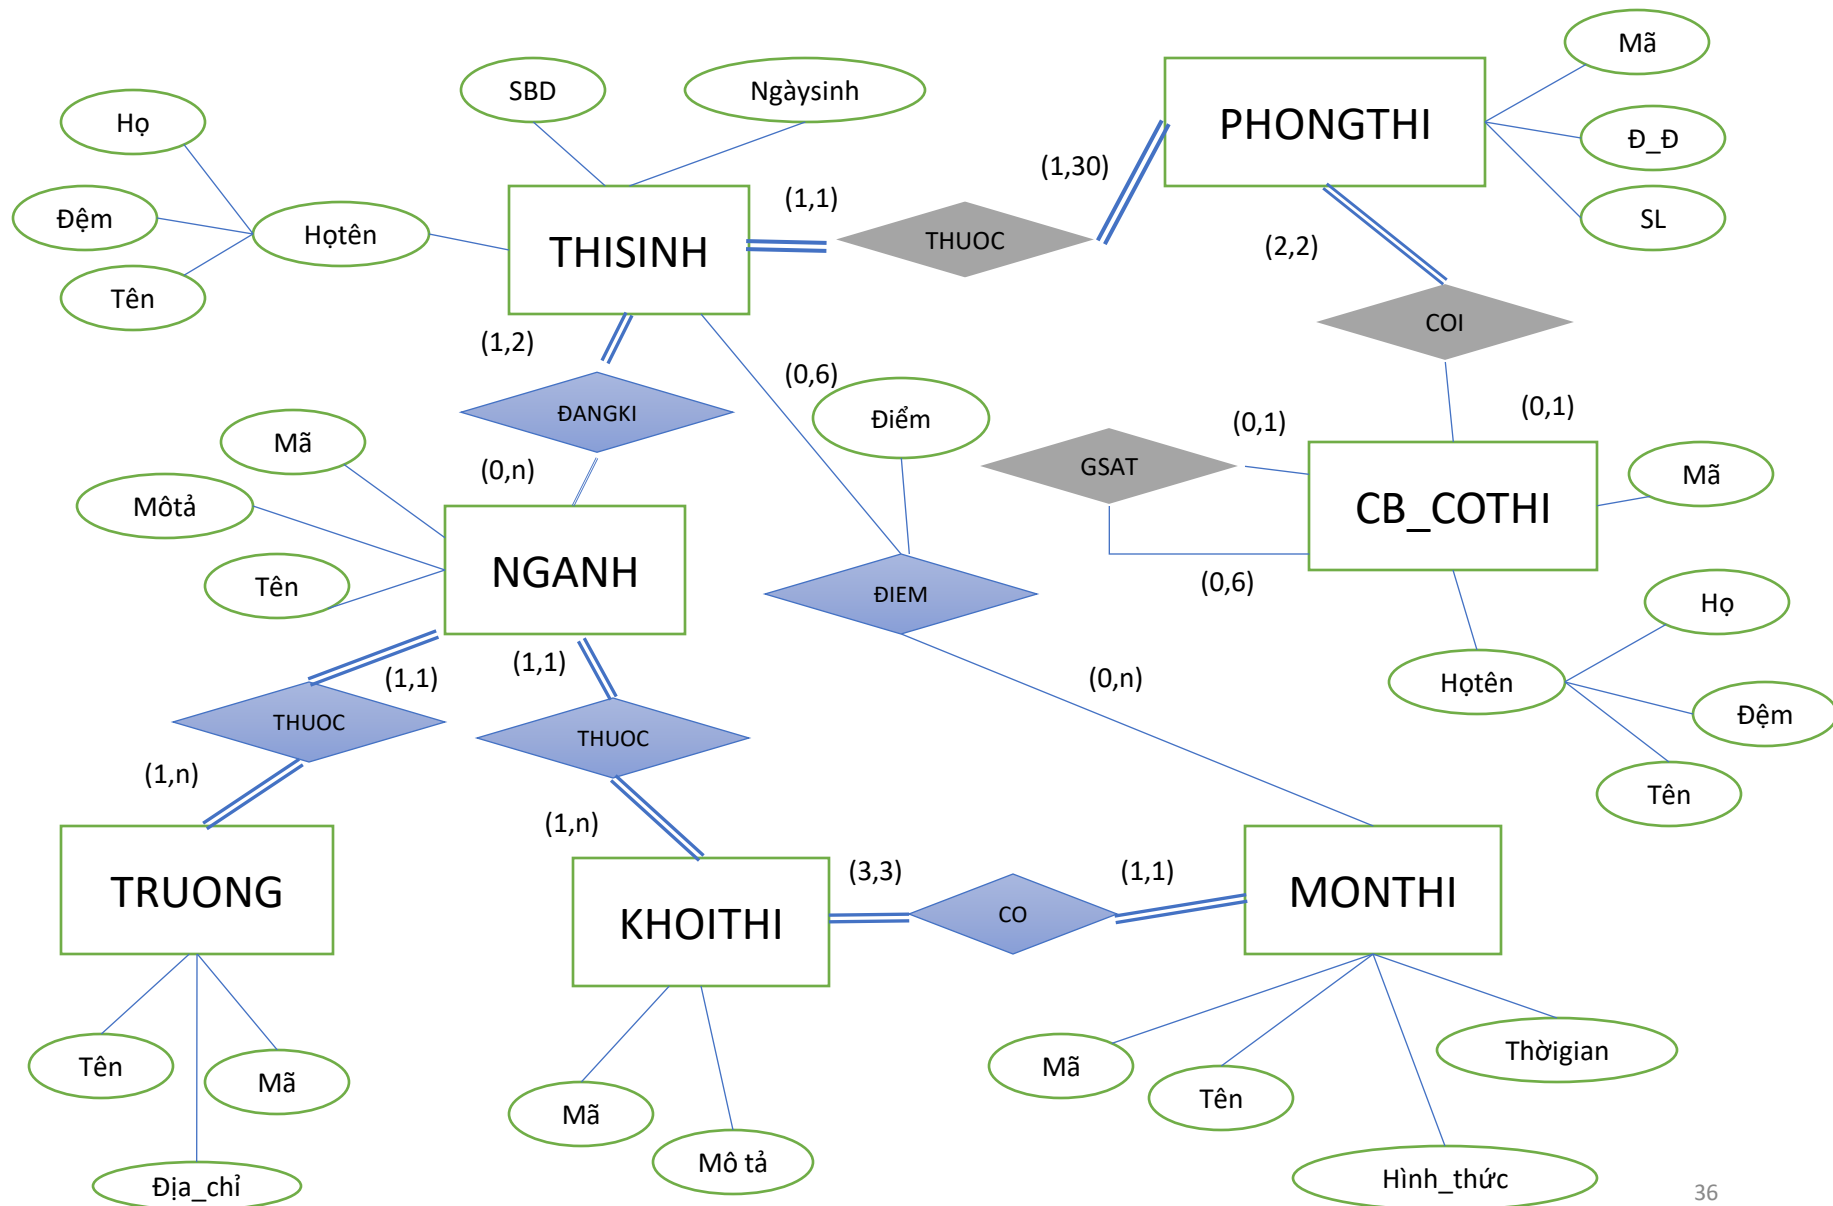 Mã
SBD
Ngàysinh
Họ
PHONGTHI
Đ_Đ
(1,30)
(1,1)
Đệm
Họtên
THISINH
THUOC
SL
(2,2)
Tên
COI
(1,2)
(0,6)
ĐANGKI
Điểm
(0,1)
(0,1)
Mã
(0,n)
GSAT
Mã
Môtả
CB_COTHI
NGANH
Tên
ĐIEM
(0,6)
Họ
(1,1)
(1,1)
(0,n)
Họtên
Đệm
THUOC
THUOC
(1,n)
Tên
(1,n)
(3,3)
(1,1)
TRUONG
KHOITHI
CO
MONTHI
Tên
Mã
Mã
Thờigian
Mã
Tên
Mô tả
Địa_chỉ
Hình_thức
36